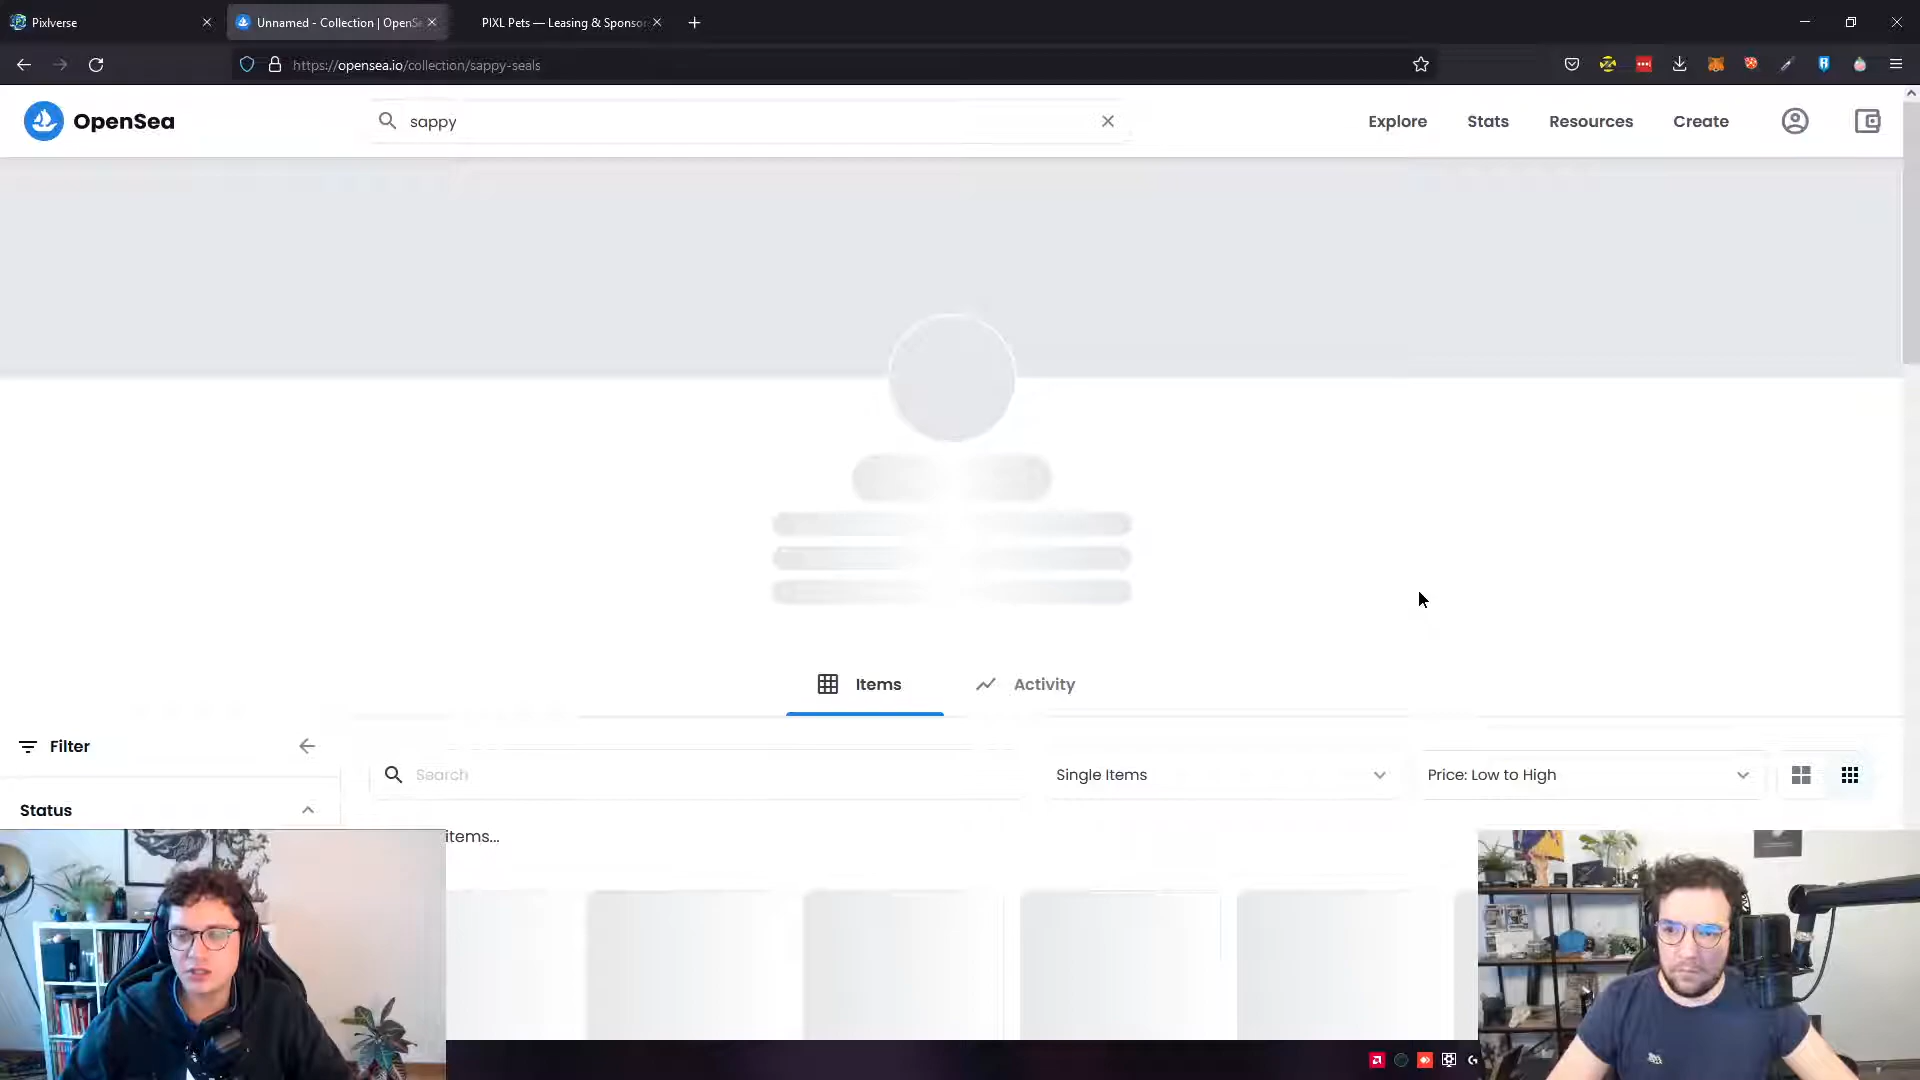 Pixlverse
Unnamed - Collection | OpenSe
PIXL Pets — Leasing & Sponsor
https://opensea.io/collection/sappy-seals
OpenSea
sappy
Explore
Stats
Resources
Create
Items
Activity
Filter
Search
Single Items
Price: Low to High
Status
items...